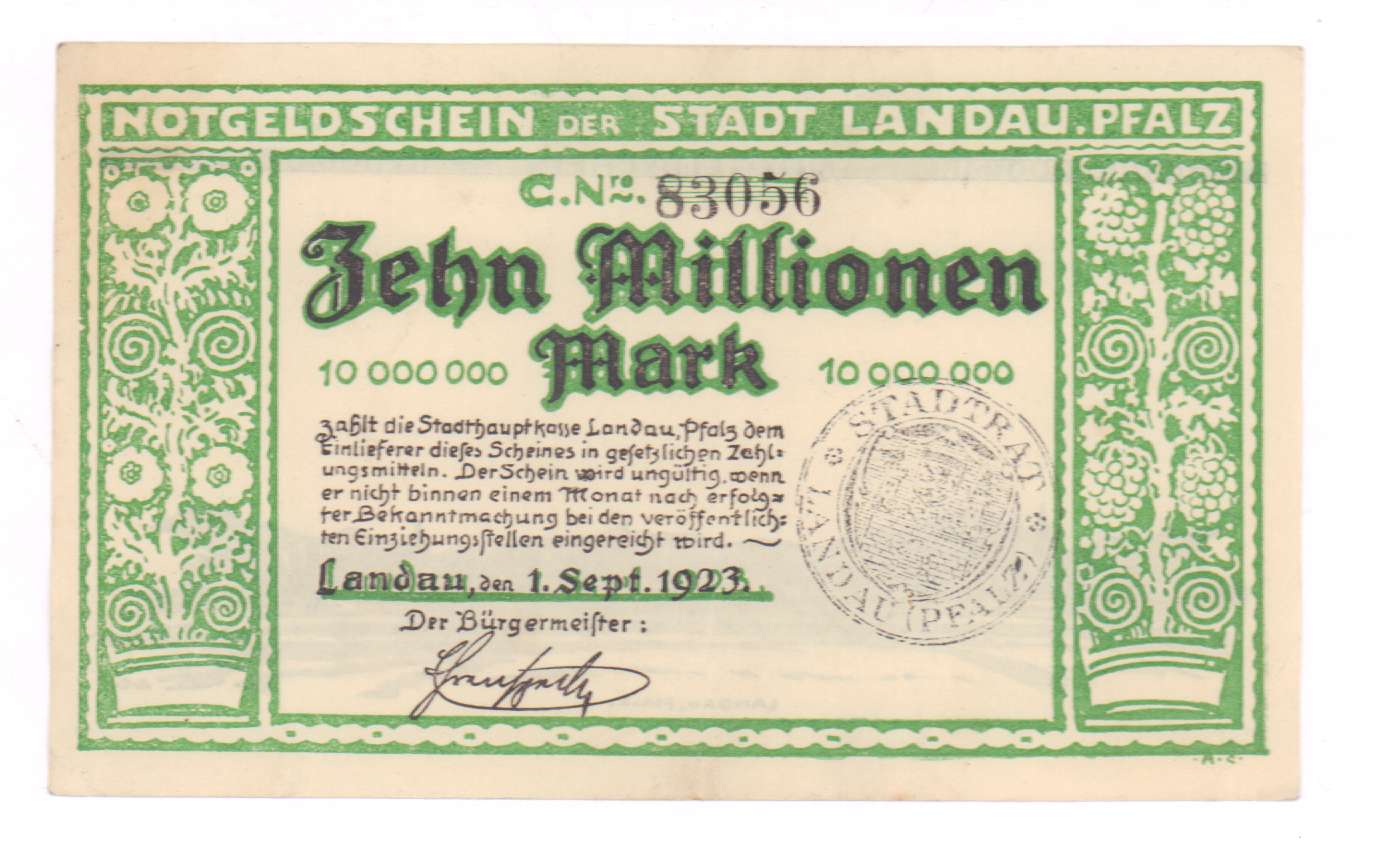 NOTGELDSCHEIN DER STADT LANDAU. PFALZ
C. Nro. 83056
Zehn Millionen
Mark
10 000 000 10 000 000
zahlt die Stadthauptkasse Landau, Pfalz dem
Einlieferer dieses Scheines in gesetzlichen Zahl-
ungsmitteln. Der Schein wird ungültig, wenn
er nicht binnen einem Monat nach erfolg-
ter Bekanntmachung bei den veröffentlich-
ten Einziehungsstellen eingereicht wird.
Landau, den 1. Sept. 1923.
Der Bürgermeister:
STADTRAT
LANDAU (PFALZ)
·A·C·